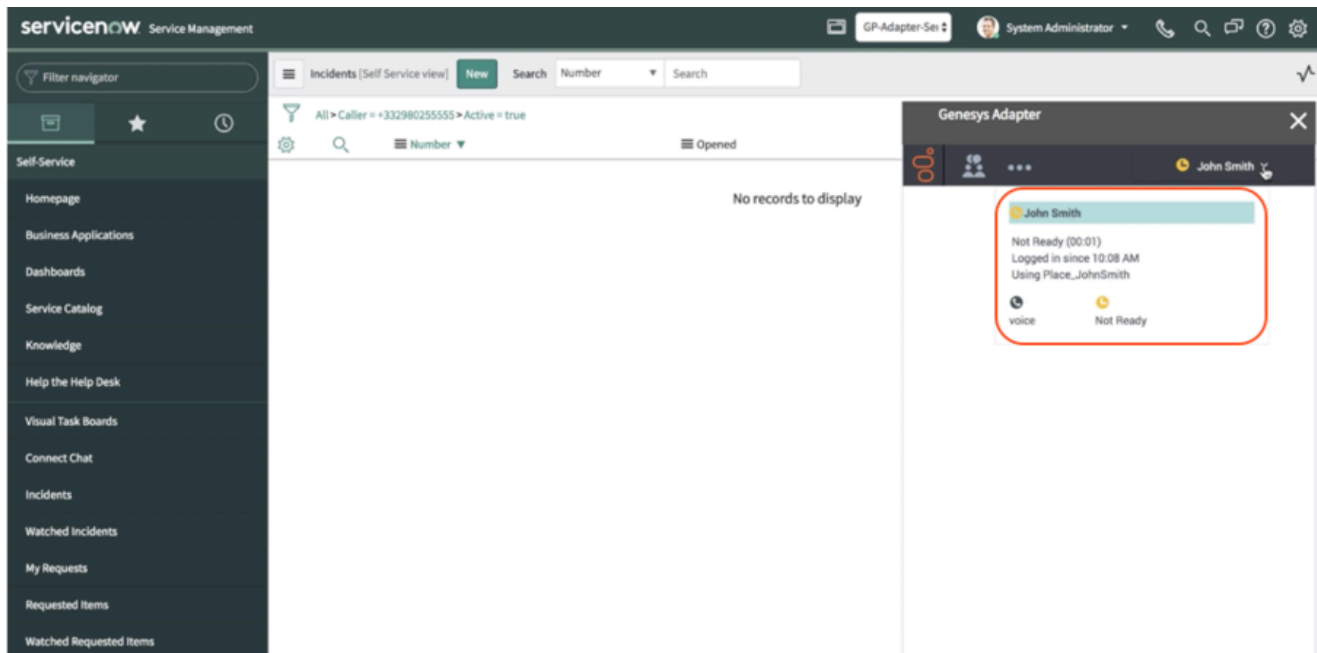 servicenow Service Management
GP-Adapter-Ser
System Administrator
Filter navigator
Incidents [Self Service view] New Search Number Search
All > Caller = +332980255555 > Active = true
Number Opened
No records to display
Self-Service
Homepage
Business Applications
Dashboards
Service Catalog
Knowledge
Help the Help Desk
Visual Task Boards
Connect Chat
Incidents
Watched Incidents
My Requests
Requested Items
Watched Requested Items
Genesys Adapter
John Smith
John Smith
Not Ready (00:01)
Logged in since 10:08 AM
Using Place_JohnSmith
voice Not Ready